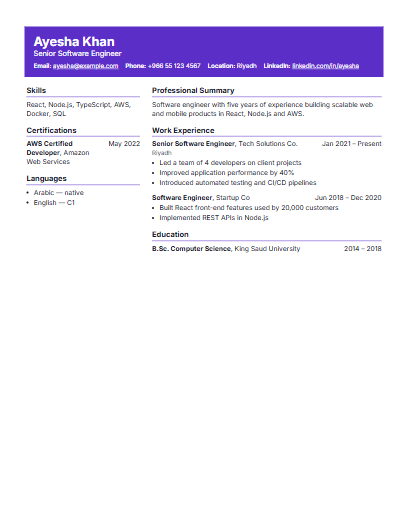 Ayesha Khan
Senior Software Engineer
Email: ayesha@example.com Phone: +966 55 123 4567 Location: Riyadh LinkedIn: linkedin.com/in/ayesha
Skills
React, Node.js, TypeScript, AWS,
Docker, SQL
Certifications
AWS Certified May 2022
Developer, Amazon
Web Services
Languages
• Arabic — native
• English — C1
Professional Summary
Software engineer with five years of experience building scalable web
and mobile products in React, Node.js and AWS.
Work Experience
Senior Software Engineer, Tech Solutions Co. Jan 2021 – Present
Riyadh
• Led a team of 4 developers on client projects
• Improved application performance by 40%
• Introduced automated testing and CI/CD pipelines
Software Engineer, Startup Co Jun 2018 – Dec 2020
• Built React front-end features used by 20,000 customers
• Implemented REST APIs in Node.js
Education
B.Sc. Computer Science, King Saud University 2014 – 2018